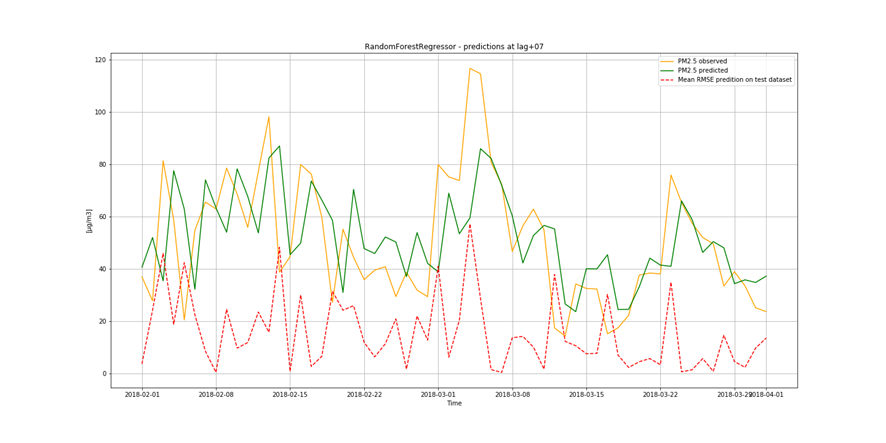 RandomForestRegressor - predictions at lag+07
PM2.5 observed
PM2.5 predicted
Mean RMSE predition on test dataset
120
100
80
60
40
20
0
[µg/m3]
2018-02-01 2018-02-08 2018-02-15 2018-02-22 2018-03-01 2018-03-08 2018-03-15 2018-03-22 2018-03-29 2018-04-01
Time